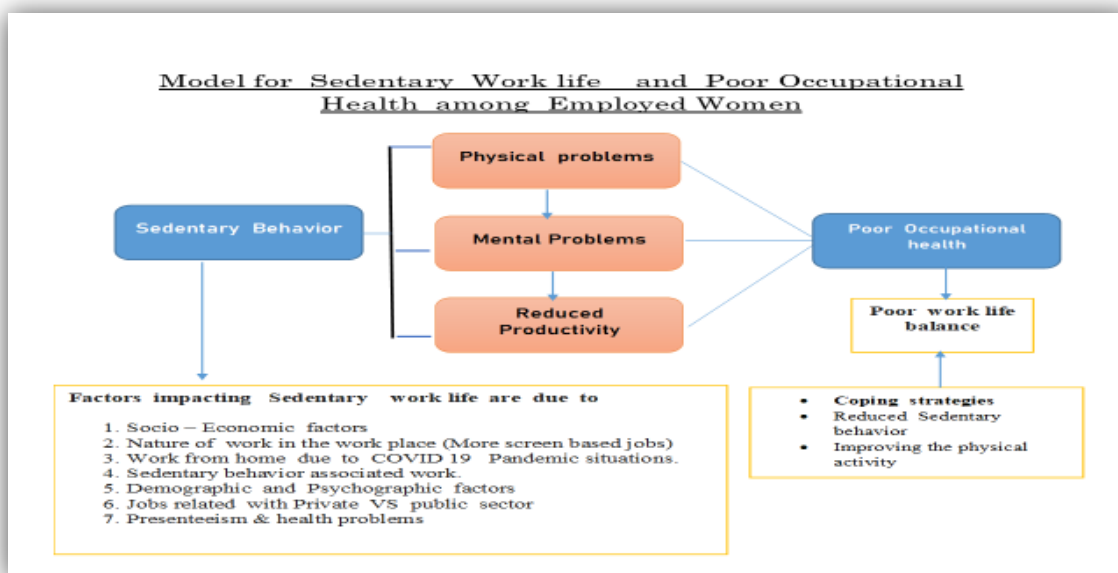 Model for Sedentary Work life and Poor Occupational
Health among Employed Women
Physical problems
Sedentary Behavior
Mental Problems
Poor Occupational
health
Reduced
Productivity
Poor work life
balance
Factors impacting Sedentary work life are due to
1. Socio – Economic factors
2. Nature of work in the work place (More screen based jobs)
3. Work from home due to COVID 19 Pandemic situations.
4. Sedentary behavior associated work.
5. Demographic and Psychographic factors
6. Jobs related with Private VS public sector
7. Presenteeism & health problems
• Coping strategies
• Reduced Sedentary
behavior
• Improving the physical
activity